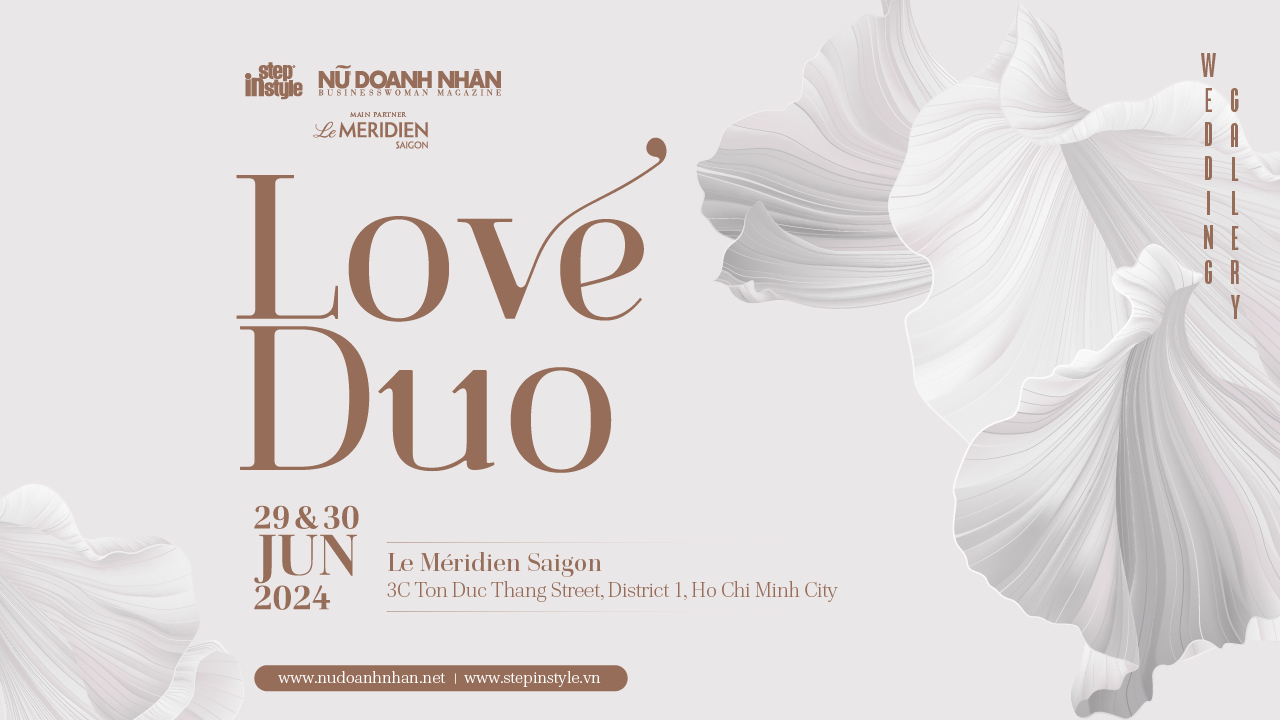 step
instyle
NỮ DOANH NHÂN
BUSINESSWOMAN MAGAZINE
MAIN PARTNER
Le MERIDIEN
SAIGON
Love
Duo
WEDDING
GALLERY
29 & 30
JUN
2024
Le Méridien Saigon
3C Ton Duc Thang Street, District 1, Ho Chi Minh City
www.nudoanhnhan.net | www.stepinstyle.vn